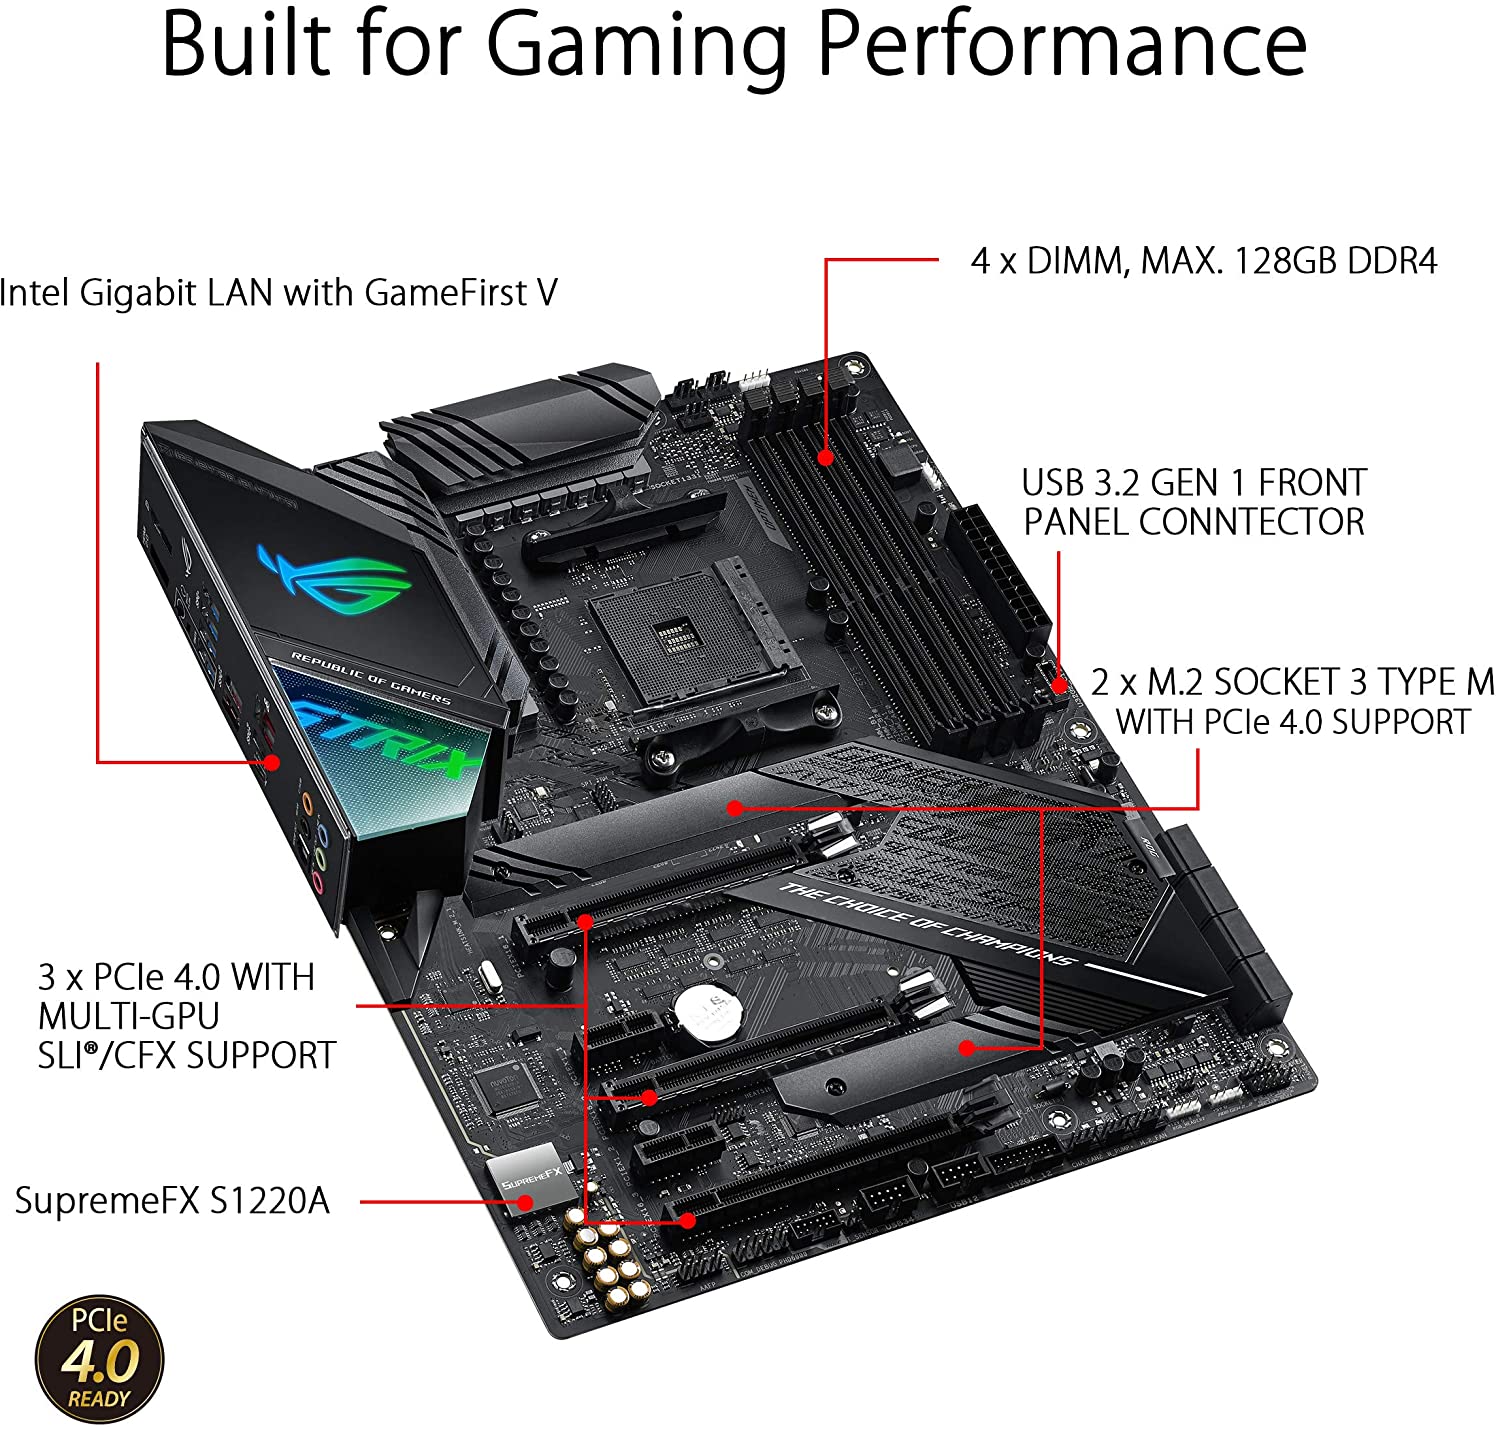 Built for Gaming Performance
4 x DIMM, MAX. 128GB DDR4
Intel Gigabit LAN with GameFirst V
USB 3.2 GEN 1 FRONT
PANEL CONNTECTOR
SOCKET1331
REPUBLIC OF GAMERS
STRIX
2 x M.2 SOCKET 3 TYPE M
WITH PCIe 4.0 SUPPORT
THE CHOICE OF CHAMPIONS
3 x PCIe 4.0 WITH
MULTI-GPU
SLI®/CFX SUPPORT
SUPREMEFX
SupremeFX S1220A
AAFP
PCIe
4.0
READY